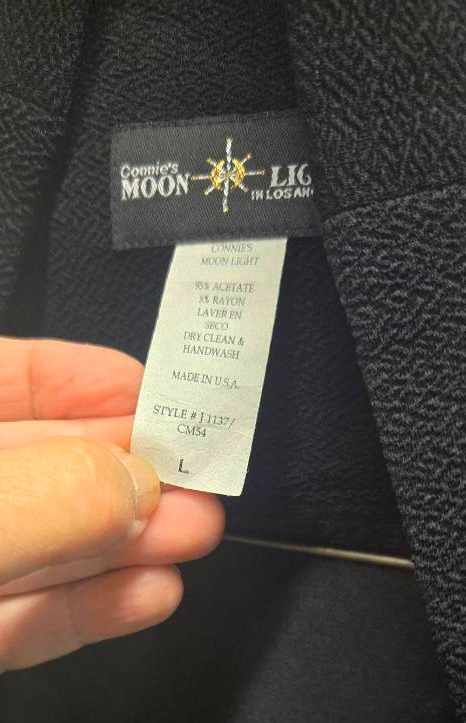 Connie's
MOON LIG
IN LOS AN
CONNIE'S
MOON LIGHT
95% ACETATE
5% RAYON
LAVER EN
SECO
DRY CLEAN &
HANDWASH
MADE IN U.S.A.
STYLE # J 1137/
CM54
L